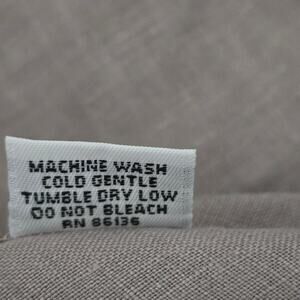 MACHINE WASH
COLD GENTLE
TUMBLE DRY LOW
DO NOT BLEACH
RN 86136